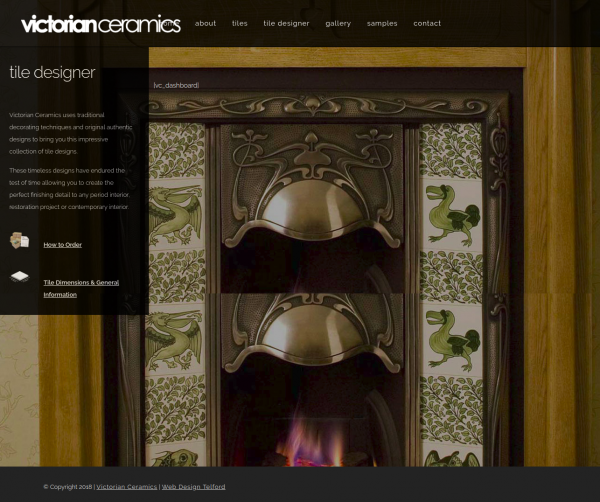 victorianceramics
about tiles tile designer gallery samples contact
tile designer
[vc_dashboard]
Victorian Ceramics uses traditional
decorating techniques and original authentic
designs to bring you this impressive
collection of tile designs.
These timeless designs have endured the
test of time allowing you to create the
perfect finishing detail to any period interior,
restoration project or contemporary interior.
How to Order
Tile Dimensions & General
Information
© Copyright 2018 | Victorian Ceramics | Web Design Telford